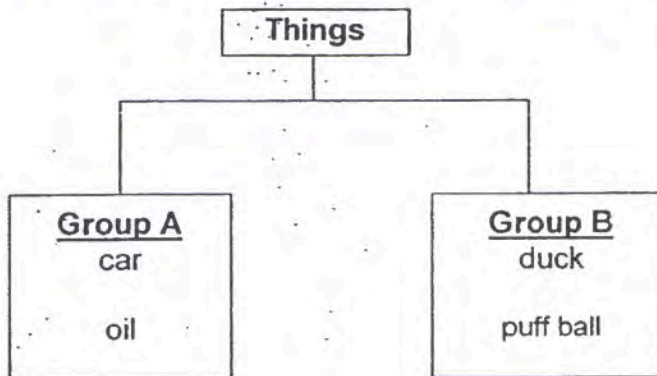 Things
Group A
car
oil
Group B
duck
puff ball